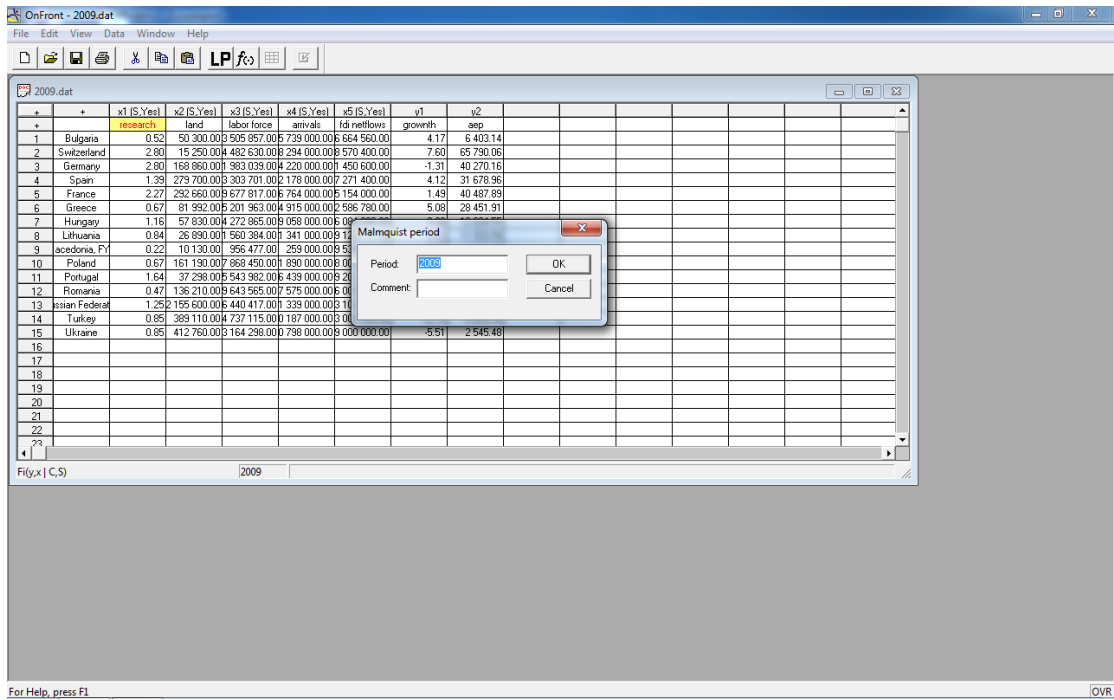 OnFront - 2009.dat
File Edit View Data Window Help
LP f(x)
2009.dat
+ + x1 (S,Yes) x2 (S,Yes) x3 (S,Yes) x4 (S,Yes) x5 (S,Yes) y1 y2
+ research land labor force arrivals fdi netflows grownth aep
1 Bulgaria 0.52 50 300.00 3 505 857.00 5 739 000.00 6 664 560.00 4.17 6 403.14
2 Switzerland 2.80 15 250.00 4 482 630.00 8 294 000.00 8 570 400.00 7.60 65 790.06
3 Germany 2.80 168 860.00 1 983 039.00 4 220 000.00 1 450 600.00 -1.31 40 270.16
4 Spain 1.39 279 700.00 3 303 701.00 2 178 000.00 7 271 400.00 4.12 31 678.96
5 France 2.27 292 660.00 9 677 817.00 6 764 000.00 5 154 000.00 1.49 40 487.89
6 Greece 0.67 81 992.00 5 201 963.00 4 915 000.00 2 586 780.00 5.08 28 451.91
7 Hungary 1.16 57 830.00 4 272 865.00 9 058 000.00
8 Lithuania 0.84 26 890.00 1 560 384.00 1 341 000.00
9 acedonia, FY 0.22 10 130.00 956 477.00 259 000.00
10 Poland 0.67 161 190.00 7 868 450.00 1 890 000.00
11 Portugal 1.64 37 298.00 5 543 982.00 6 439 000.00
12 Romania 0.47 136 210.00 9 643 565.00 7 575 000.00
13 ssian Federat 1.25 2 155 600.00 6 440 417.00 1 339 000.00
14 Turkey 0.85 389 110.00 4 737 115.00 0 187 000.00
15 Ukraine 0.85 412 760.00 3 164 298.00 0 798 000.00 9 000 000.00 -5.51 2 545.48
16
17
18
19
20
21
22
23
Malmquist period
Period: 2009 OK
Comment: Cancel
Fi(y,x | C,S) 2009
For Help, press F1 OVR